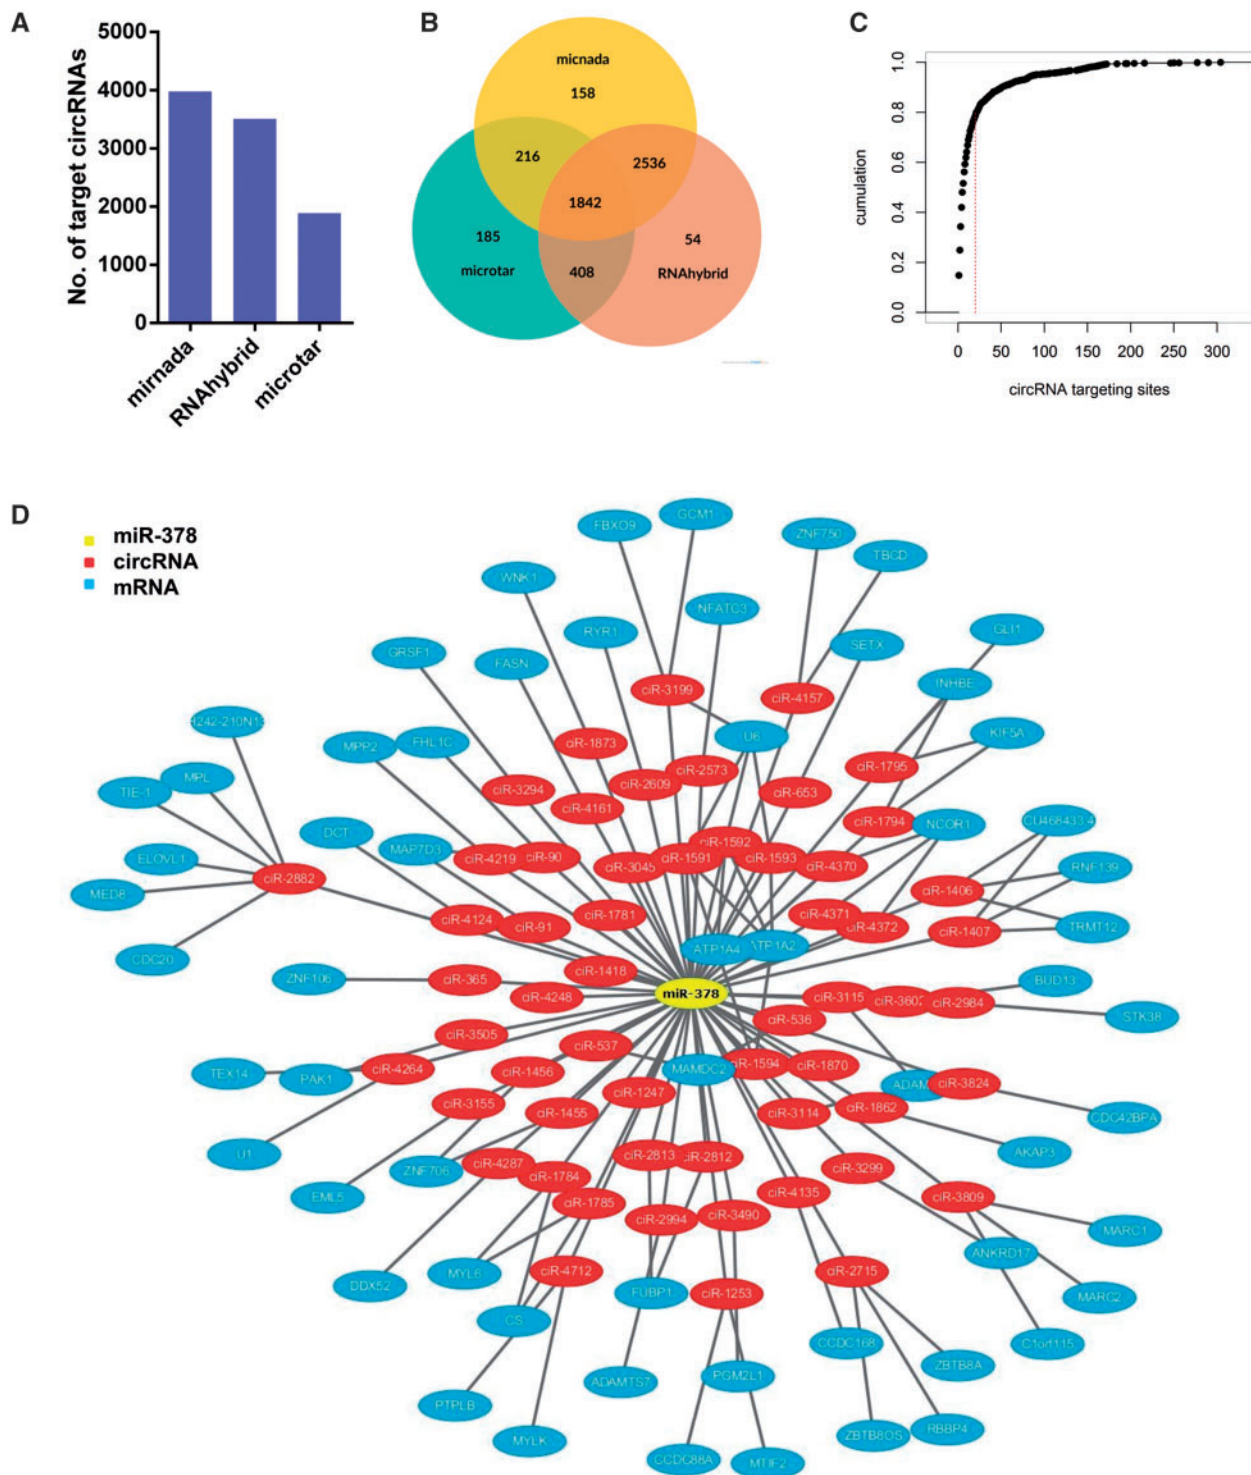 A
No. of target circRNAs
5000
4000
3000
2000
1000
0
mirnada
RNAhybrid
microtar
B
micnada
158
216
2536
1842
185
54
microtar
408
RNAhybrid
C
cumulation
1.0
0.8
0.6
0.4
0.2
0.0
0
50
100
150
200
250
300
circRNA targeting sites
D
miR-378
circRNA
mRNA
FBXO9
GCM1
ZNF750
TBCD
WNK1
NFATC3
RYR1
GLI1
GRSF1
FASN
SETX
ciR-3199
ciR-4157
INHBE
H242-210N13
MPP2
FHL1C
ciR-1873
U6
KIF5A
MPL
TIE-1
ciR-3294
ciR-2609
ciR-2573
ciR-1795
ciR-653
ciR-4161
DCT
MAP7D3
ciR-1592
ciR-1794
NCOR1
CU468433.4
ELOVL1
ciR-4219
ciR-90
ciR-3045
ciR-1591
ciR-1593
ciR-4370
RNF139
MED8
ciR-2882
ciR-1406
ciR-4124
ciR-91
ciR-1781
ciR-4371
ciR-4372
ciR-1407
TRMT12
CDC20
ATP1A4
ATP1A2
ZNF106
ciR-365
ciR-1418
ciR-4248
miR-378
ciR-3115
ciR-3602
ciR-2984
BUD13
STK38
ciR-3505
ciR-537
ciR-536
TEX14
PAK1
ciR-4264
ciR-1456
MAMDC2
ciR-1594
ciR-1870
ADAM
ciR-3824
ciR-3155
ciR-1455
ciR-1247
ciR-3114
ciR-1862
CDC42BPA
U1
ZNF706
ciR-4287
ciR-1784
ciR-2813
ciR-2812
ciR-3299
AKAP3
EML5
ciR-1785
ciR-2994
ciR-3490
ciR-4135
ciR-3809
MARC1
DDX52
MYL6
ciR-4712
FUBP1
ciR-1253
ciR-2715
ANKRD17
MARC2
CS
CCDC168
C1orf115
PTPLB
ADAMTS7
PGM2L1
ZBTB8A
MYLK
CCDC88A
MTIF2
ZBTB8OS
RBBP4